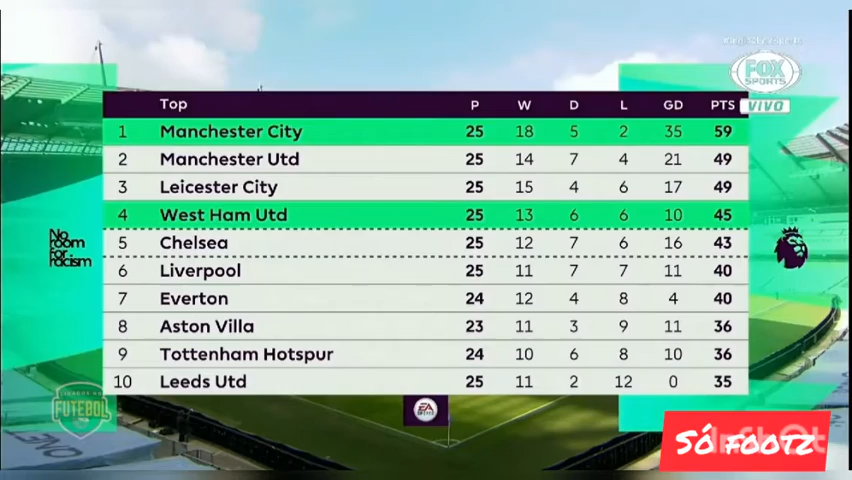 FOX
SPORTS
VIVO
Top P W D L GD PTS
1 Manchester City 25 18 5 2 35 59
2 Manchester Utd 25 14 7 4 21 49
3 Leicester City 25 15 4 6 17 49
4 West Ham Utd 25 13 6 6 10 45
5 Chelsea 25 12 7 6 16 43
6 Liverpool 25 11 7 7 11 40
7 Everton 24 12 4 8 4 40
8 Aston Villa 23 11 3 9 11 36
9 Tottenham Hotspur 24 10 6 8 10 36
10 Leeds Utd 25 11 2 12 0 35
No
room
for
racism
FUTEBOL
EA
SPORTS
SÓ FOOTZ